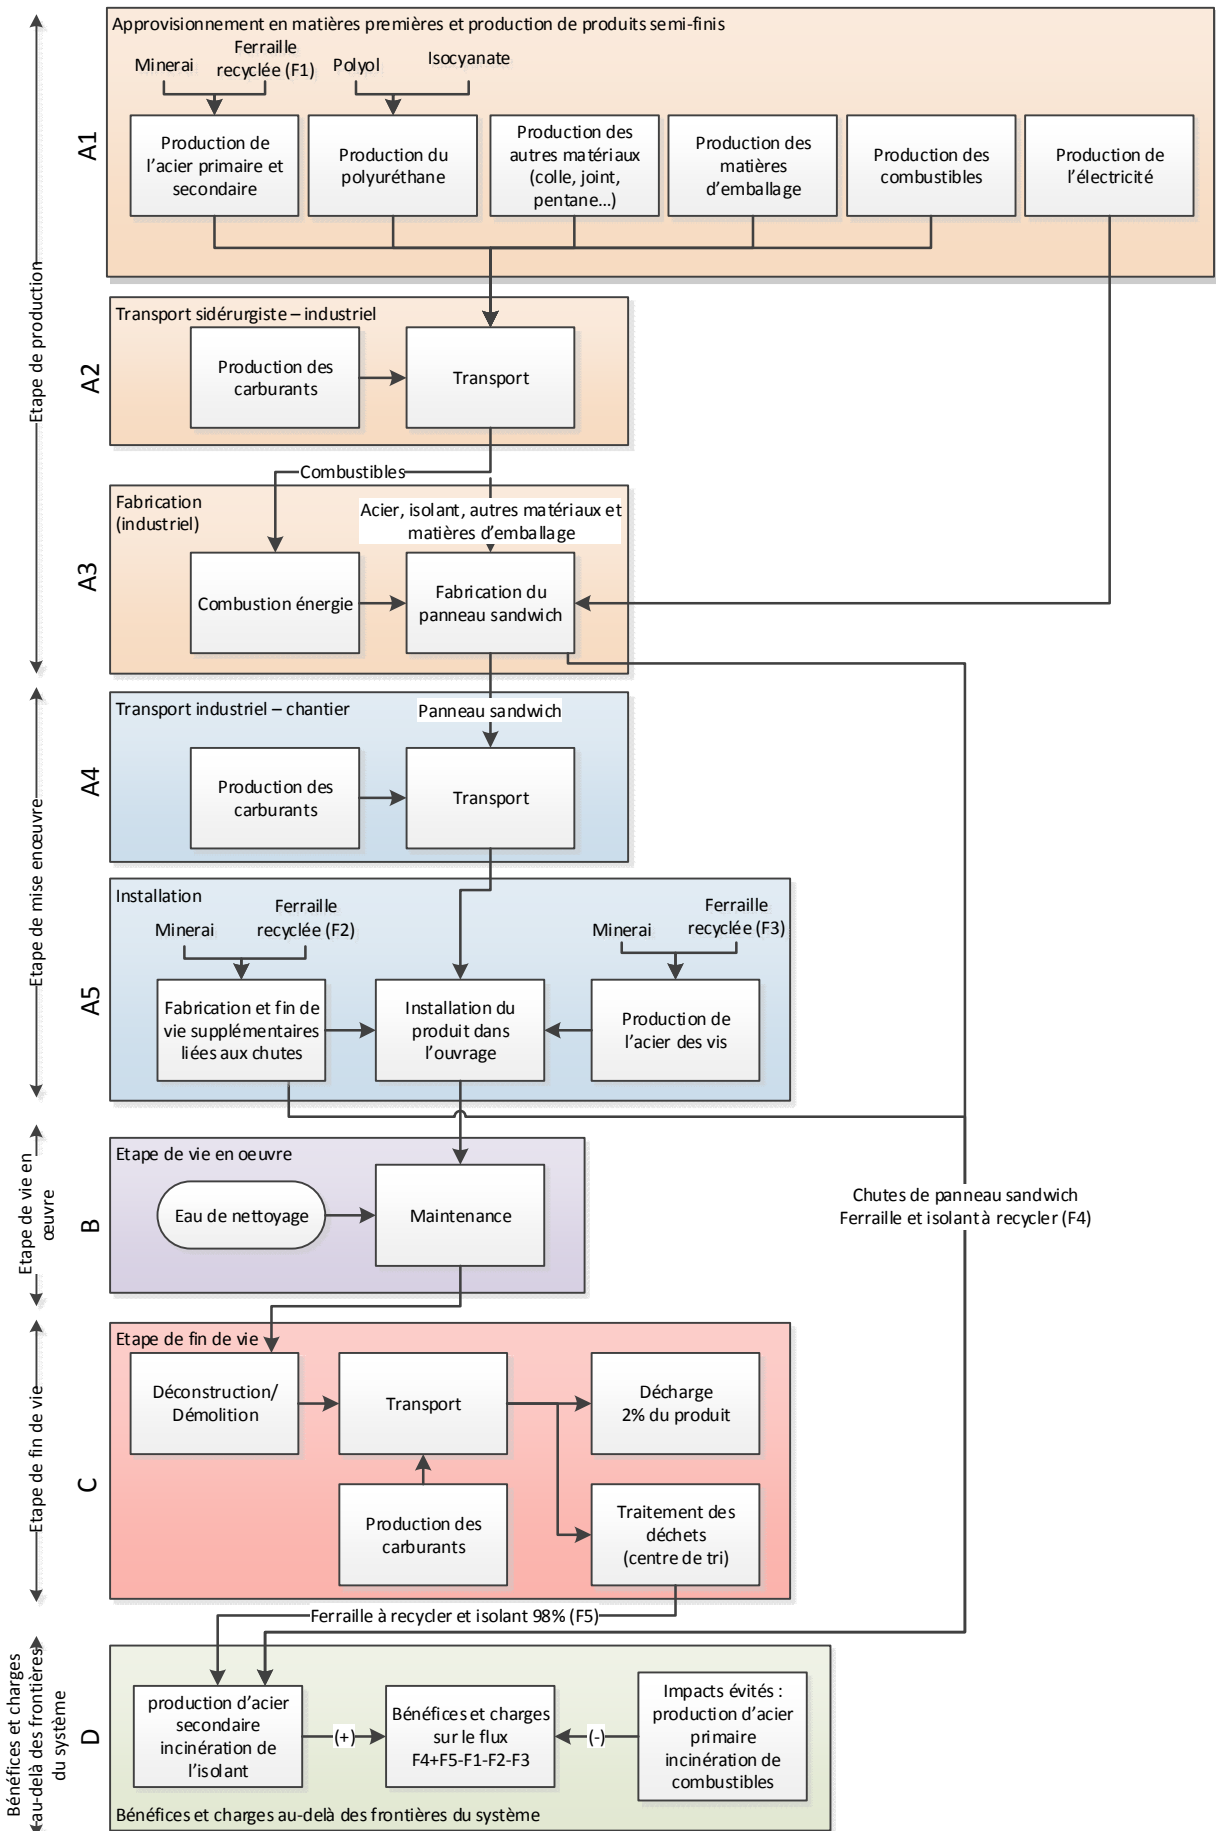 Approvisionnement en matières premières et production de produits semi-finis
Minerai
Ferraille
recyclée (F1)
Polyol
Isocyanate
Production de
l'acier primaire et
secondaire
Production du
polyuréthane
Production des
autres matériaux
(colle, joint,
pentane...)
Production des
matières
d'emballage
Production des
combustibles
Production de
l'électricité
A1
Etape de production
Transport sidérurgiste – industriel
Production des
carburants
Transport
A2
Combustibles
Fabrication
(industriel)
Acier, isolant, autres matériaux et
matières d'emballage
Combustion énergie
Fabrication du
panneau sandwich
A3
Transport industriel – chantier
Panneau sandwich
Production des
carburants
Transport
A4
Etape de mise enœuvre
Installation
Minerai
Ferraille
recyclée (F2)
Minerai
Ferraille
recyclée (F3)
Fabrication et fin de
vie supplémentaires
liées aux chutes
Installation du
produit dans
l'ouvrage
Production de
l'acier des vis
A5
Etape de vie en oeuvre
Eau de nettoyage
Maintenance
B
Etape de vie en
œuvre
Chutes de panneau sandwich
Ferraille et isolant à recycler (F4)
Etape de fin de vie
Déconstruction/
Démolition
Transport
Décharge
2% du produit
Production des
carburants
Traitement des
déchets
(centre de tri)
C
Etape de fin de vie
Ferraille à recycler et isolant 98% (F5)
production d'acier
secondaire
incinération de
l'isolant
(+)
Bénéfices et charges
sur le flux
F4+F5-F1-F2-F3
(-)
Impacts évités :
production d'acier
primaire
incinération de
combustibles
D
Bénéfices et charges
au-delà des frontières
du système
Bénéfices et charges au-delà des frontières du système